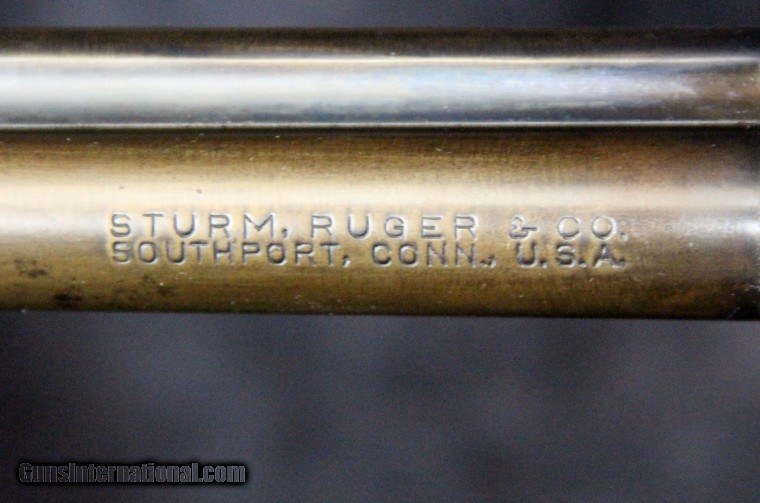 STURM, RUGER & CO.
SOUTHPORT, CONN., U.S.A.
GunsInternational.com